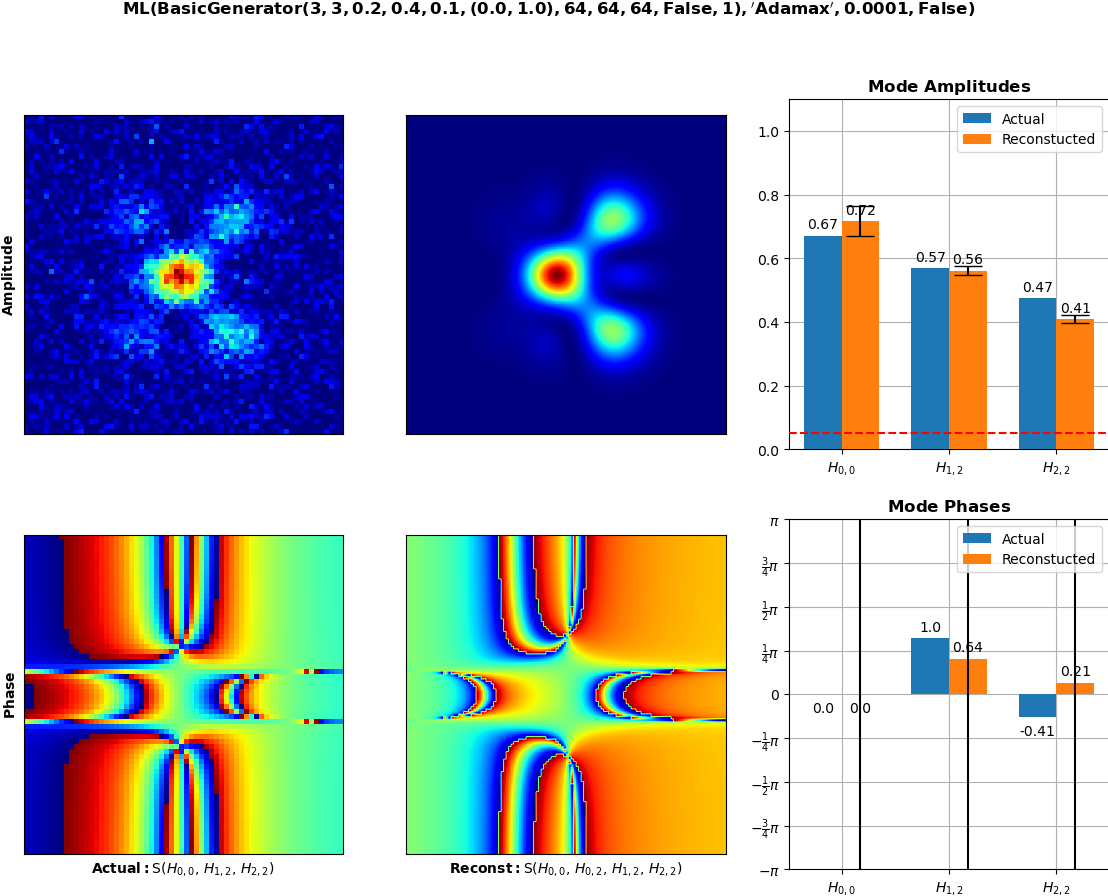 ML(BasicGenerator(3, 3, 0.2, 0.4, 0.1, (0.0, 1.0), 64, 64, 64, False, 1), ′Adamax′, 0.0001, False)
Amplitude
Mode Amplitudes
Actual
Reconstucted
1.0
0.8
0.6
0.4
0.2
0.0
0.67
0.72
0.57
0.56
0.47
0.41
H0,0
H1,2
H2,2
Phase
Actual: S(H0,0, H1,2, H2,2)
Reconst: S(H0,0, H0,2, H1,2, H2,2)
Mode Phases
Actual
Reconstucted
π
3/4π
1/2π
1/4π
0
−1/4π
−1/2π
−3/4π
−π
0.0
0.0
1.0
0.64
-0.41
0.21
H0,0
H1,2
H2,2